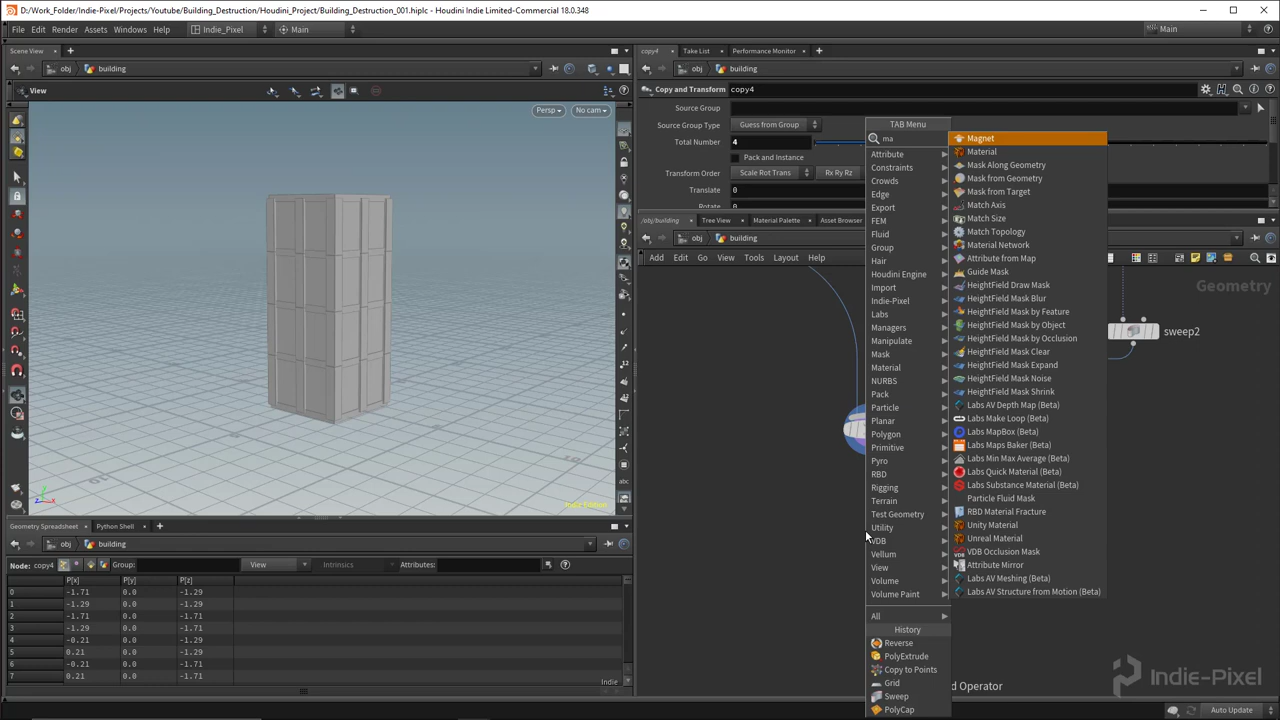 D:/Work_Folder/Indie-Pixel/Projects/Youtube/Building_Destruction/Houdini_Project/Building_Destruction_001.hiplc - Houdini Indie Limited-Commercial 18.0.348
File Edit Render Assets Windows Help Indie_Pixel Main Main
Scene View
obj building
View
Persp No cam
Indie Edition
Geometry Spreadsheet Python Shell
obj building
Node: copy4 Group: View Intrinsics Attributes:
P[x] P[y] P[z]
0 -1.71 0.0 -1.29
1 -1.29 0.0 -1.29
2 -1.71 0.0 -1.71
3 -1.29 0.0 -1.71
4 -0.21 0.0 -1.29
5 0.21 0.0 -1.29
6 -0.21 0.0 -1.71
7 0.21 0.0 -1.71
Indie
copy4 Take List Performance Monitor
obj building
Copy and Transform copy4
Source Group
Source Group Type Guess from Group
Total Number 4
Pack and Instance
Transform Order Scale Rot Trans Rx Ry Rz
Translate 0
Rotate 0
/obj/building Tree View Material Palette Asset Browser
obj building
Add Edit Go View Tools Layout Help
Geometry
sweep2
TAB Menu
ma
Attribute
Constraints
Crowds
Edge
Export
FEM
Fluid
Group
Hair
Houdini Engine
Import
Indie-Pixel
Labs
Managers
Manipulate
Mask
Material
NURBS
Pack
Particle
Planar
Polygon
Primitive
Pyro
RBD
Rigging
Terrain
Test Geometry
Utility
VDB
Vellum
View
Volume
Volume Paint
All
History
Reverse
PolyExtrude
Copy to Points
Grid
Sweep
PolyCap
Magnet
Material
Mask Along Geometry
Mask from Geometry
Mask from Target
Match Axis
Match Size
Match Topology
Material Network
Attribute from Map
Guide Mask
HeightField Draw Mask
HeightField Mask Blur
HeightField Mask by Feature
HeightField Mask by Object
HeightField Mask by Occlusion
HeightField Mask Clear
HeightField Mask Expand
HeightField Mask Noise
HeightField Mask Shrink
Labs AV Depth Map (Beta)
Labs Make Loop (Beta)
Labs MapBox (Beta)
Labs Maps Baker (Beta)
Labs Min Max Average (Beta)
Labs Quick Material (Beta)
Labs Substance Material (Beta)
Particle Fluid Mask
RBD Material Fracture
Unity Material
Unreal Material
VDB Occlusion Mask
Attribute Mirror
Labs AV Meshing (Beta)
Labs AV Structure from Motion (Beta)
d Operator
Indie-Pixel
Auto Update